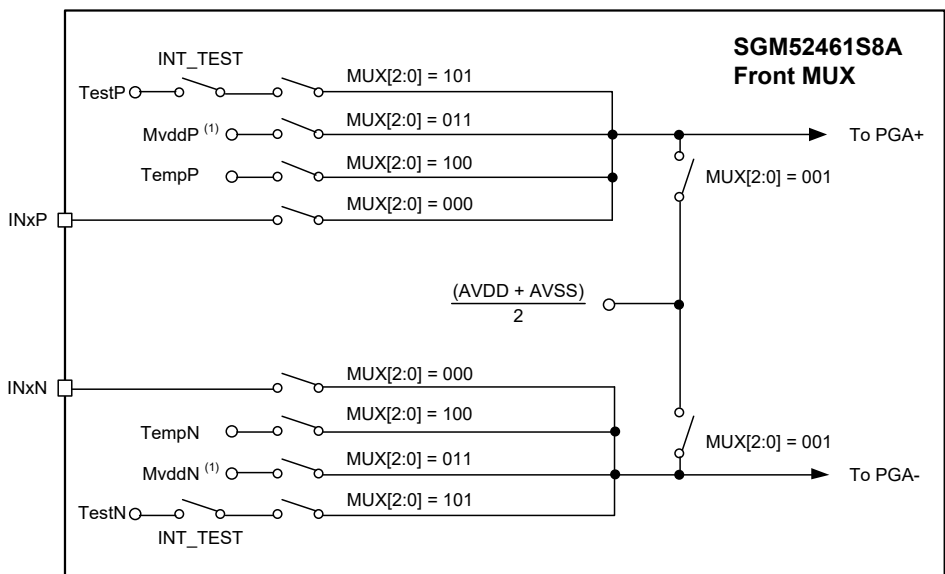 SGM52461S8A
Front MUX
INT_TEST
TestP
MUX[2:0] = 101
MvddP (1)
MUX[2:0] = 011
To PGA+
TempP
MUX[2:0] = 100
MUX[2:0] = 001
INxP
MUX[2:0] = 000
(AVDD + AVSS)
2
INxN
MUX[2:0] = 000
TempN
MUX[2:0] = 100
MUX[2:0] = 001
MvddN (1)
MUX[2:0] = 011
To PGA-
TestN
MUX[2:0] = 101
INT_TEST